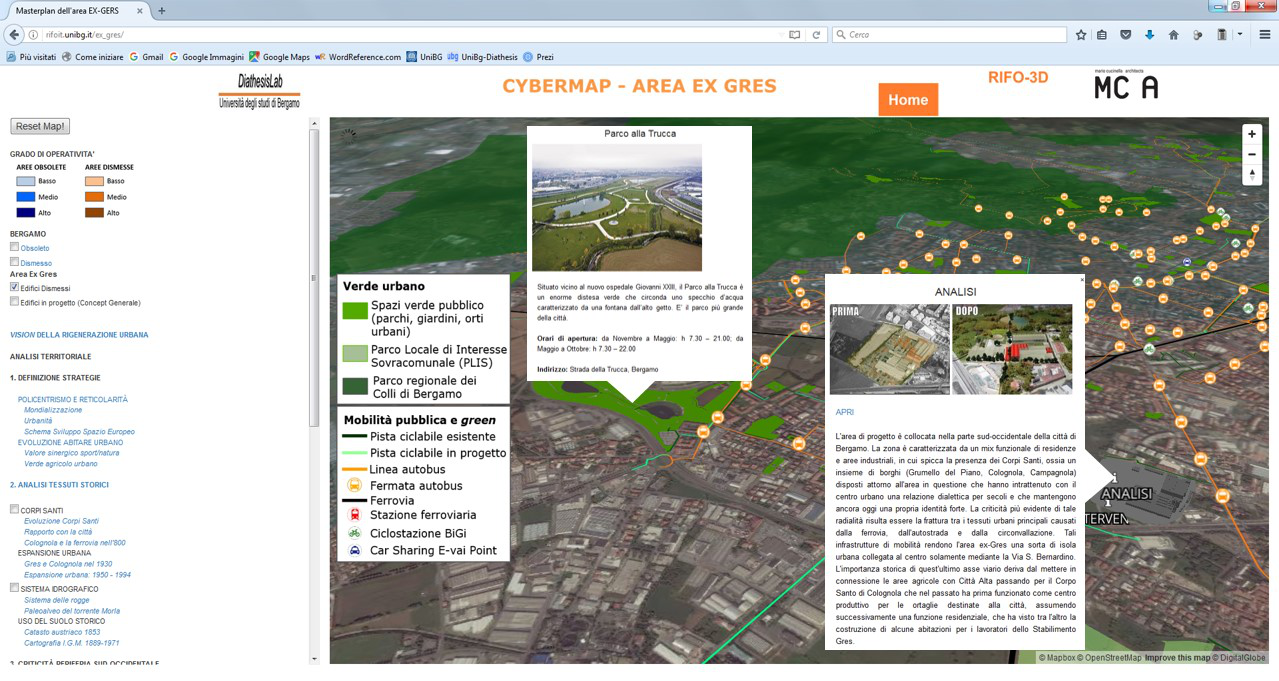 Masterplan dell'area EX-GERS
rifoit.unibg.it/ex_gres/
Cerca
Più visitati
Come iniziare
Gmail
Google Immagini
Google Maps
WordReference.com
UniBG
UniBg-Diathesis
Prezi
DiathesisLab
Università degli studi di Bergamo
CYBERMAP - AREA EX GRES
Home
RIFO-3D
mario cucinella architects
MC A
Reset Map!
GRADO DI OPERATIVITA'
AREE OBSOLETE AREE DISMESSE
Basso Basso
Medio Medio
Alto Alto
BERGAMO
Obsoleto
Dismesso
Area Ex Gres
Edifici Dismessi
Edifici in progetto (Concept Generale)
VISION DELLA RIGENERAZIONE URBANA
ANALISI TERRITORIALE
1. DEFINIZIONE STRATEGIE
POLICENTRISMO E RETICOLARITÀ
Mondializzazione
Urbanità
Schema Sviluppo Spazio Europeo
EVOLUZIONE ABITARE URBANO
Valore sinergico sport/natura
Verde agricolo urbano
2. ANALISI TESSUTI STORICI
CORPI SANTI
Evoluzione Corpi Santi
Rapporto con la città
Colognola e la ferrovia nell'800
ESPANSIONE URBANA
Gres e Colognola nel 1930
Espansione urbana: 1950 - 1994
SISTEMA IDROGRAFICO
Sistema delle rogge
Paleoalveo del torrente Morla
USO DEL SUOLO STORICO
Catasto austriaco 1853
Cartografia I.G.M. 1889-1971
3. CRITICITÀ PERIFERIA SUD OCCIDENTALE
Verde urbano
Spazi verde pubblico
(parchi, giardini, orti
urbani)
Parco Locale di Interesse
Sovracomunale (PLIS)
Parco regionale dei
Colli di Bergamo
Mobilità pubblica e green
Pista ciclabile esistente
Pista ciclabile in progetto
Linea autobus
Fermata autobus
Ferrovia
Stazione ferroviaria
Ciclostazione BiGi
Car Sharing E-vai Point
Parco alla Trucca
Situato vicino al nuovo ospedale Giovanni XXIII, il Parco alla Trucca è
un enorme distesa verde che circonda uno specchio d'acqua
caratterizzato da una fontana dall'alto getto. E' il parco più grande
della città.
Orari di apertura: da Novembre a Maggio: h 7.30 – 21.00; da
Maggio a Ottobre: h 7.30 – 22.00
Indirizzo: Strada della Trucca, Bergamo
ANALISI
PRIMA
DOPO
APRI
L'area di progetto è collocata nella parte sud-occidentale della città di
Bergamo. La zona è caratterizzata da un mix funzionale di residenze
e aree industriali, in cui spicca la presenza dei Corpi Santi, ossia un
insieme di borghi (Grumello del Piano, Colognola, Campagnola)
disposti attorno all'area in questione che hanno intrattenuto con il
centro urbano una relazione dialettica per secoli e che mantengono
ancora oggi una propria identità forte. La criticità più evidente di tale
radialità risulta essere la frattura tra i tessuti urbani principali causati
dalla ferrovia, dall'autostrada e dalla circonvallazione. Tali
infrastrutture di mobilità rendono l'area ex-Gres una sorta di isola
urbana collegata al centro solamente mediante la Via S. Bernardino.
L'importanza storica di quest'ultimo asse viario deriva dal mettere in
connessione le aree agricole con Città Alta passando per il Corpo
Santo di Colognola che nel passato ha prima funzionato come centro
produttivo per le ortaglie destinate alla città, assumendo
successivamente una funzione residenziale, che ha visto tra l'altro la
costruzione di alcune abitazioni per i lavoratori dello Stabilimento
Gres.
ANALISI
TERVEN
© Mapbox © OpenStreetMap Improve this map © DigitalGlobe